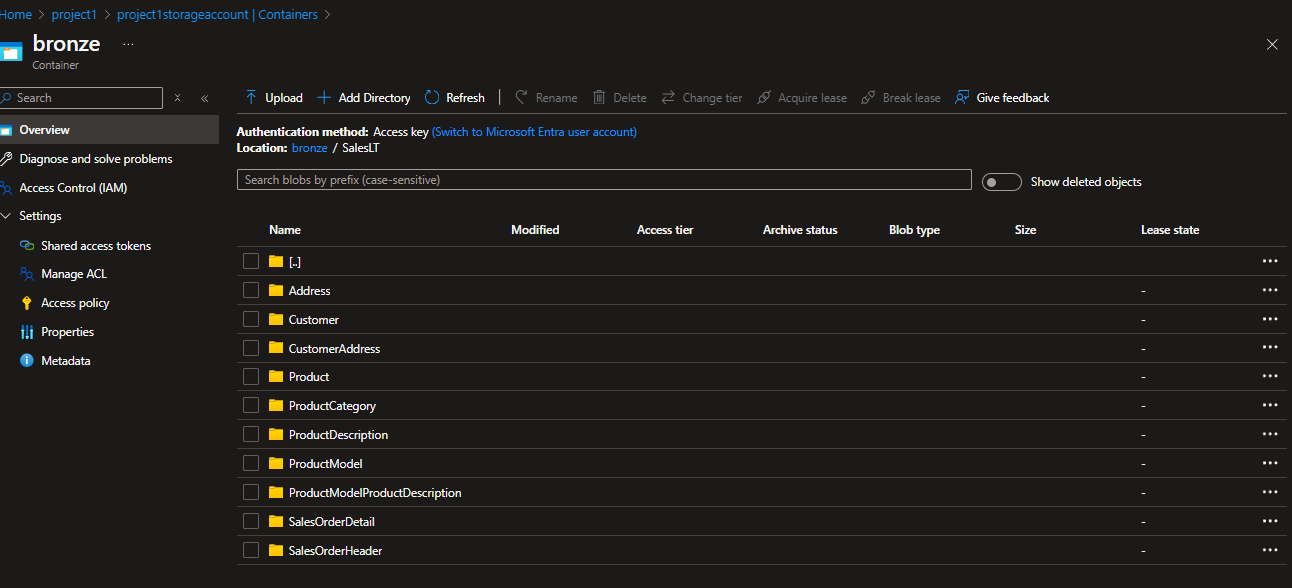 Home > project1 > project1storageaccount | Containers >
bronze ...
Container
Search
Overview
Diagnose and solve problems
Access Control (IAM)
Settings
Shared access tokens
Manage ACL
Access policy
Properties
Metadata
Upload Add Directory Refresh | Rename Delete Change tier Acquire lease Break lease Give feedback
Authentication method: Access key (Switch to Microsoft Entra user account)
Location: bronze / SalesLT
Search blobs by prefix (case-sensitive)
Show deleted objects
Name Modified Access tier Archive status Blob type Size Lease state
[..]
Address -
Customer -
CustomerAddress -
Product -
ProductCategory -
ProductDescription -
ProductModel -
ProductModelProductDescription -
SalesOrderDetail -
SalesOrderHeader -